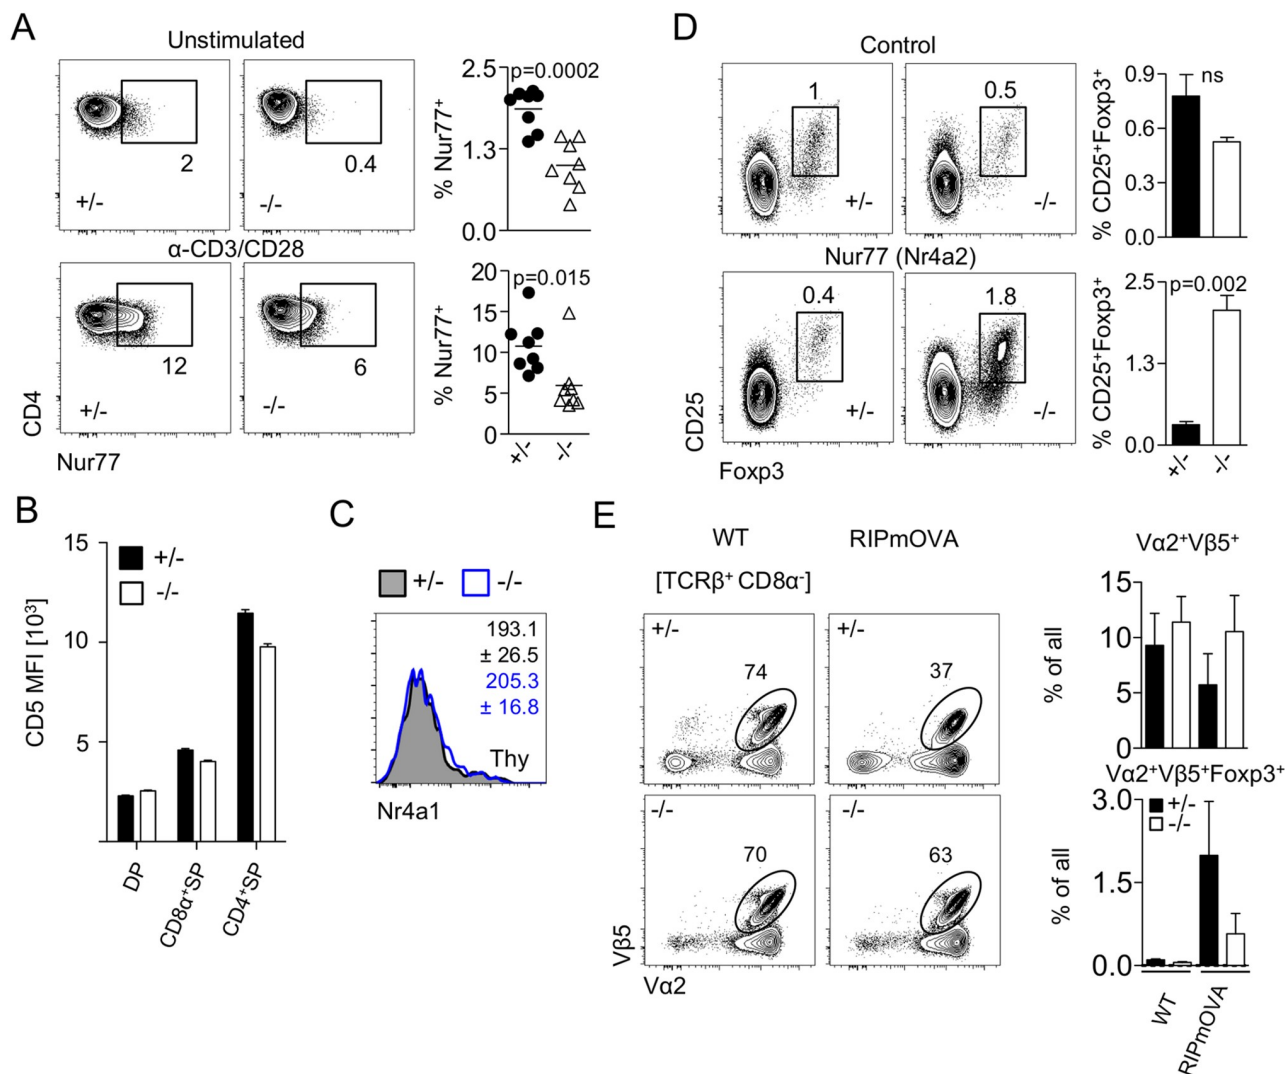 A
Unstimulated
2
+/-
0.4
-/-
α-CD3/CD28
12
+/-
6
-/-
CD4
Nur77
2.5
1.3
0.0
% Nur77⁺
p=0.0002
20
15
10
5
0
% Nur77⁺
p=0.015
+/-
-/-
D
Control
1
+/-
0.5
-/-
Nur77 (Nr4a2)
0.4
+/-
1.8
-/-
CD25
Foxp3
0.9
0.6
0.3
0.0
% CD25⁺Foxp3⁺
ns
2.5
1.3
0.0
% CD25⁺Foxp3⁺
p=0.002
+/-
-/-
B
15
10
5
CD5 MFI [10³]
+/-
-/-
DP
CD8α⁺SP
CD4⁺SP
C
+/-
-/-
193.1
± 26.5
205.3
± 16.8
Thy
Nr4a1
E
WT
RIPmOVA
[TCRβ⁺ CD8α⁻]
+/-
74
+/-
37
-/-
70
-/-
63
Vβ5
Vα2
Vα2⁺Vβ5⁺
15
10
5
0
% of all
Vα2⁺Vβ5⁺Foxp3⁺
3.0
1.5
0.0
% of all
+/-
-/-
WT
RIPmOVA